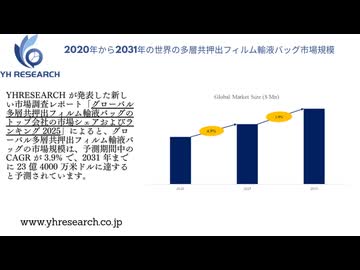 2020年から2031年の世界の多層共押出フィルム輸液バッグ市場規模
YH RESEARCH
YHRESEARCH が発表した新し
い市場調査レポート「グローバル
多層共押出フィルム輸液バッグの
トップ会社の市場シェアおよびラ
ンキング 2025」によると、グロ
ーバル多層共押出フィルム輸液バ
ッグの市場規模は、予測期間中の
CAGR が 3.9% で、2031 年まで
に 23 億 4000 万米ドルに達する
と予測されています。
Global Market Size ($ Mn)
3.9%
2031
www.yhresearch.co.jp